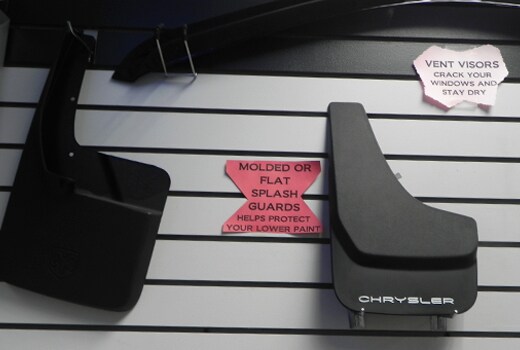 VENT VISORS
CRACK YOUR
WINDOWS AND
STAY DRY
MOLDED OR
FLAT
SPLASH
GUARDS
HELPS PROTECT
YOUR LOWER PAINT
CHRYSLER